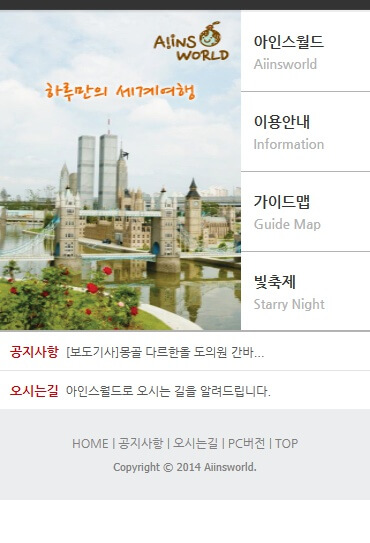 AiiNS
WORLD
하루만의 세계여행
아인스월드
Aiinsworld
이용안내
Information
가이드맵
Guide Map
빛축제
Starry Night
공지사항 [보도기사]몽골 다르한올 도의원 간바...
오시는길 아인스월드로 오시는 길을 알려드립니다.
HOME | 공지사항 | 오시는길 | PC버전 | TOP
Copyright © 2014 Aiinsworld.